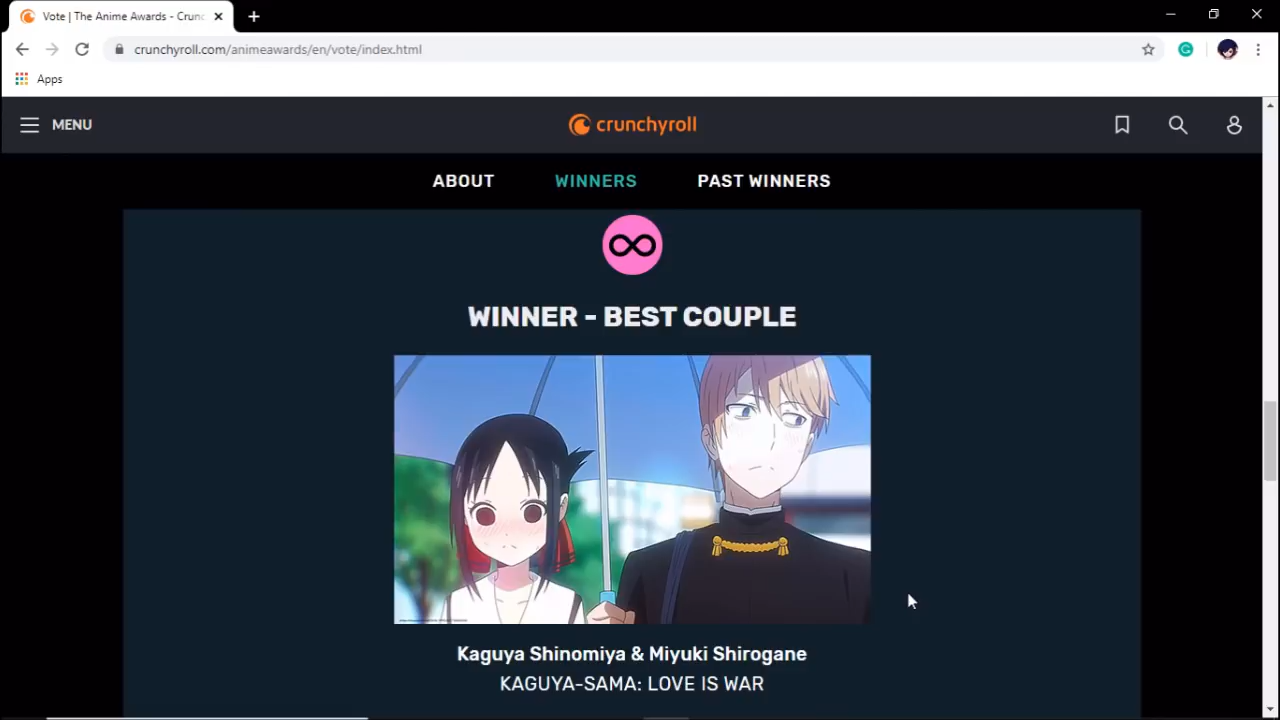 Vote | The Anime Awards - Crunc
crunchyroll.com/animeawards/en/vote/index.html
Apps
MENU
crunchyroll
ABOUT
WINNERS
PAST WINNERS
WINNER - BEST COUPLE
Kaguya Shinomiya & Miyuki Shirogane
KAGUYA-SAMA: LOVE IS WAR